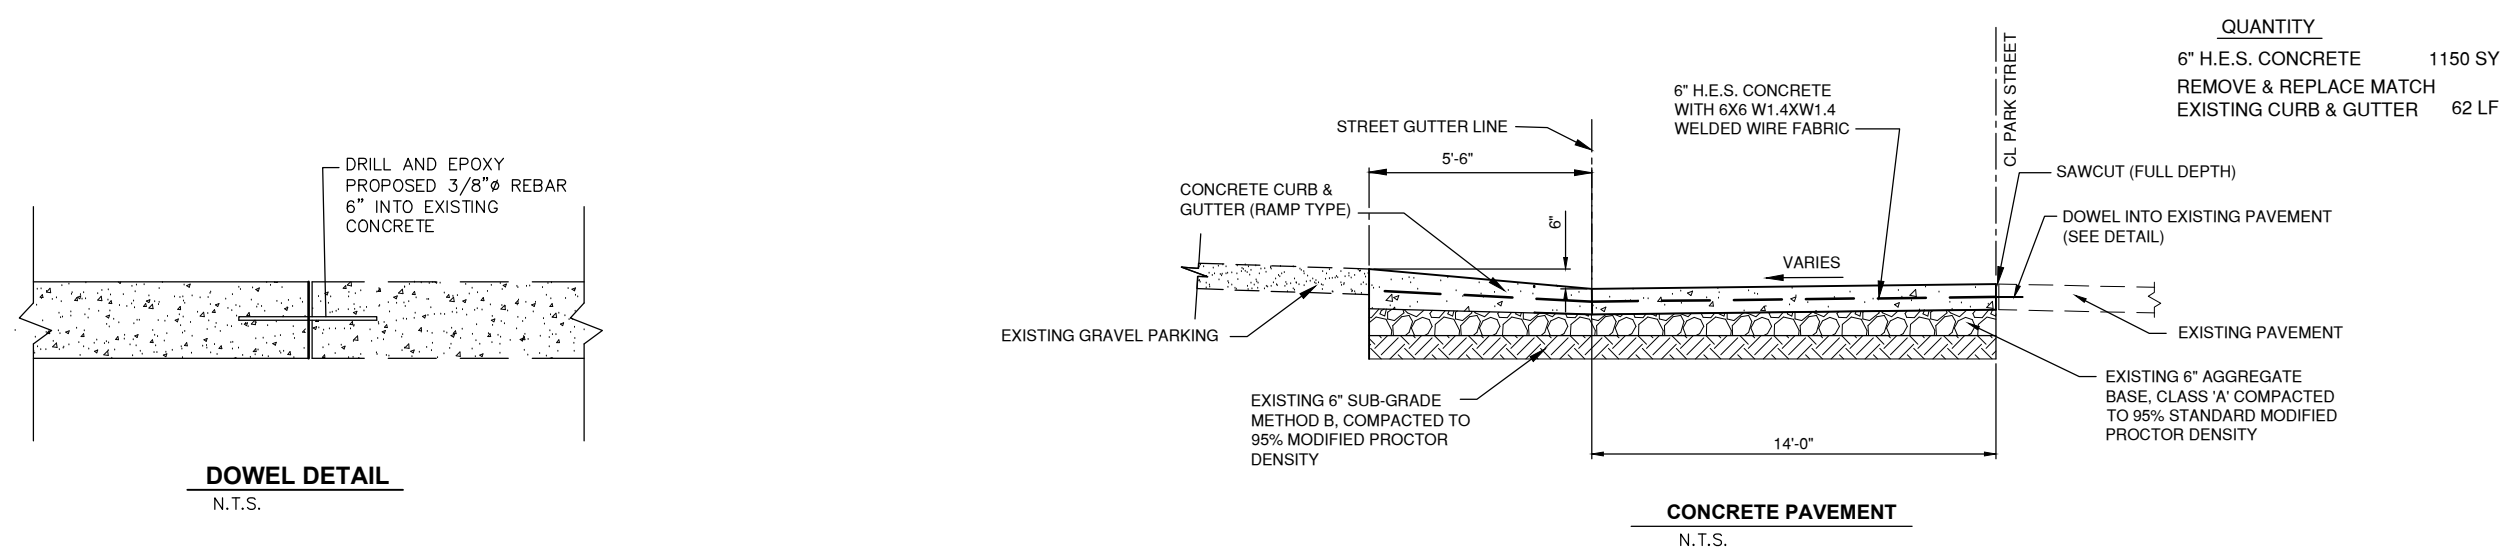 DRILL AND EPOXY
PROPOSED 3/8"ø REBAR
6" INTO EXISTING
CONCRETE
DOWEL DETAIL
N.T.S.
QUANTITY
6" H.E.S. CONCRETE 1150 SY
REMOVE & REPLACE MATCH
EXISTING CURB & GUTTER 62 LF
CL PARK STREET
6" H.E.S. CONCRETE
WITH 6X6 W1.4XW1.4
WELDED WIRE FABRIC
STREET GUTTER LINE
5'-6"
CONCRETE CURB &
GUTTER (RAMP TYPE)
6"
VARIES
SAWCUT (FULL DEPTH)
DOWEL INTO EXISTING PAVEMENT
(SEE DETAIL)
EXISTING GRAVEL PARKING
EXISTING PAVEMENT
EXISTING 6" SUB-GRADE
METHOD B, COMPACTED TO
95% MODIFIED PROCTOR
DENSITY
EXISTING 6" AGGREGATE
BASE, CLASS 'A' COMPACTED
TO 95% STANDARD MODIFIED
PROCTOR DENSITY
14'-0"
CONCRETE PAVEMENT
N.T.S.